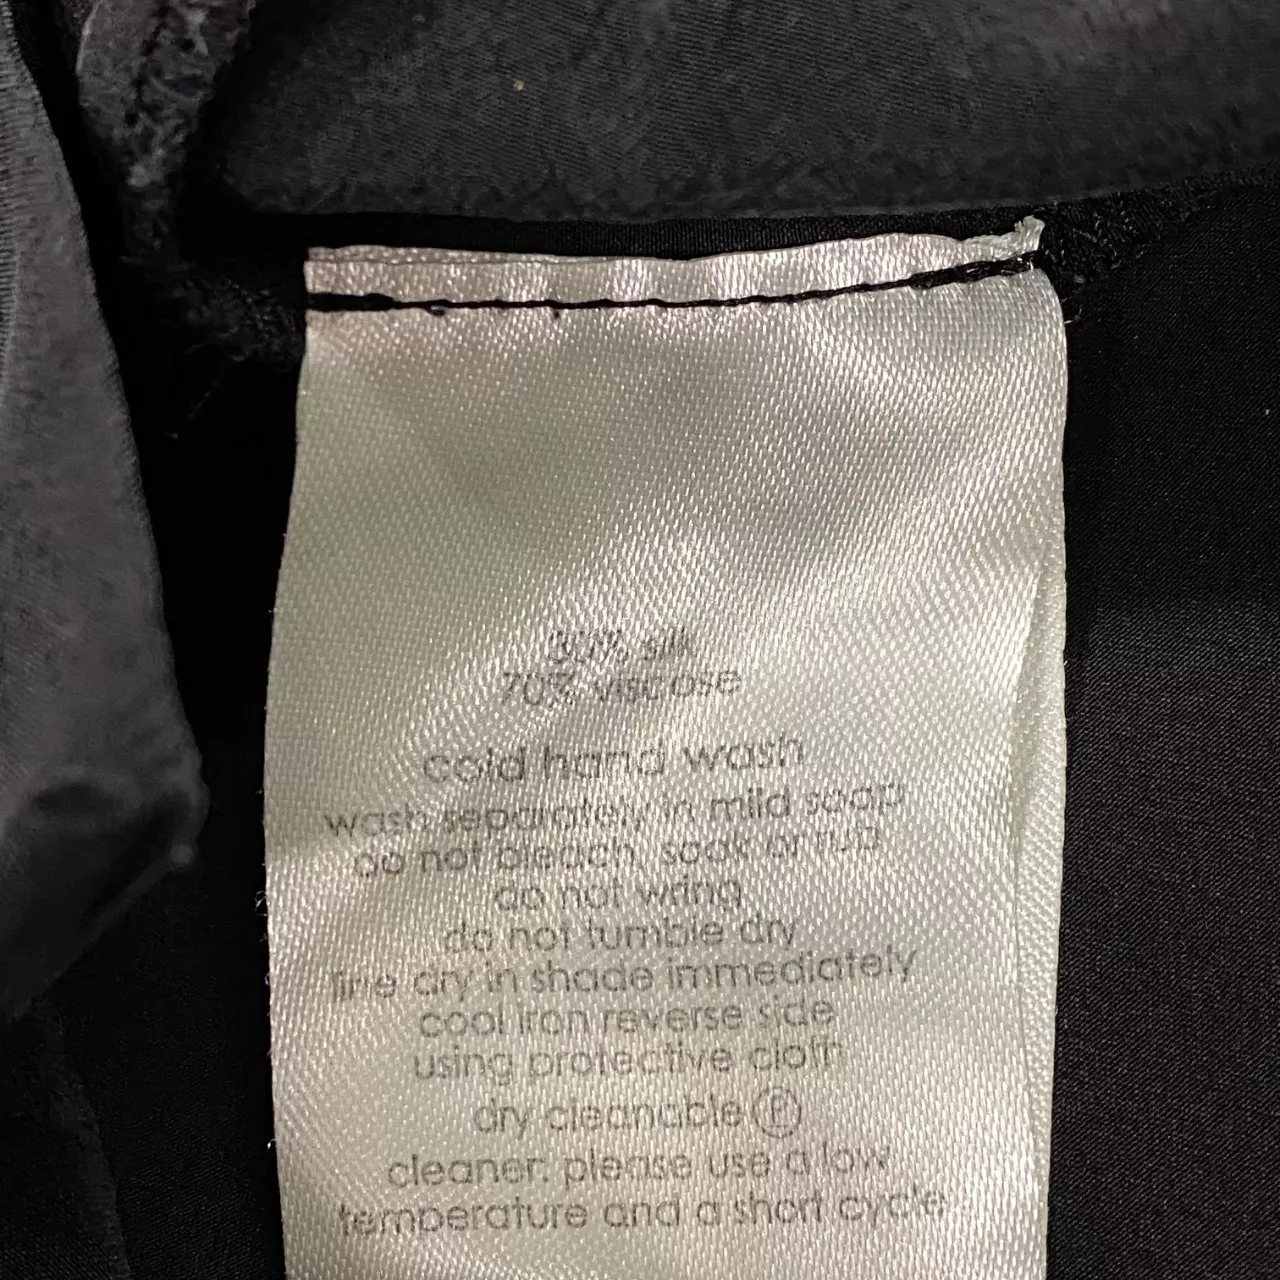 30% silk
70% viscose
cold hand wash
wash separately in mild soap
do not bleach, soak or rub
do not wring
do not tumble dry
line dry in shade immediately
cool iron reverse side
using protective cloth
dry cleanable Ⓟ
cleaner: please use a low
temperature and a short cycle